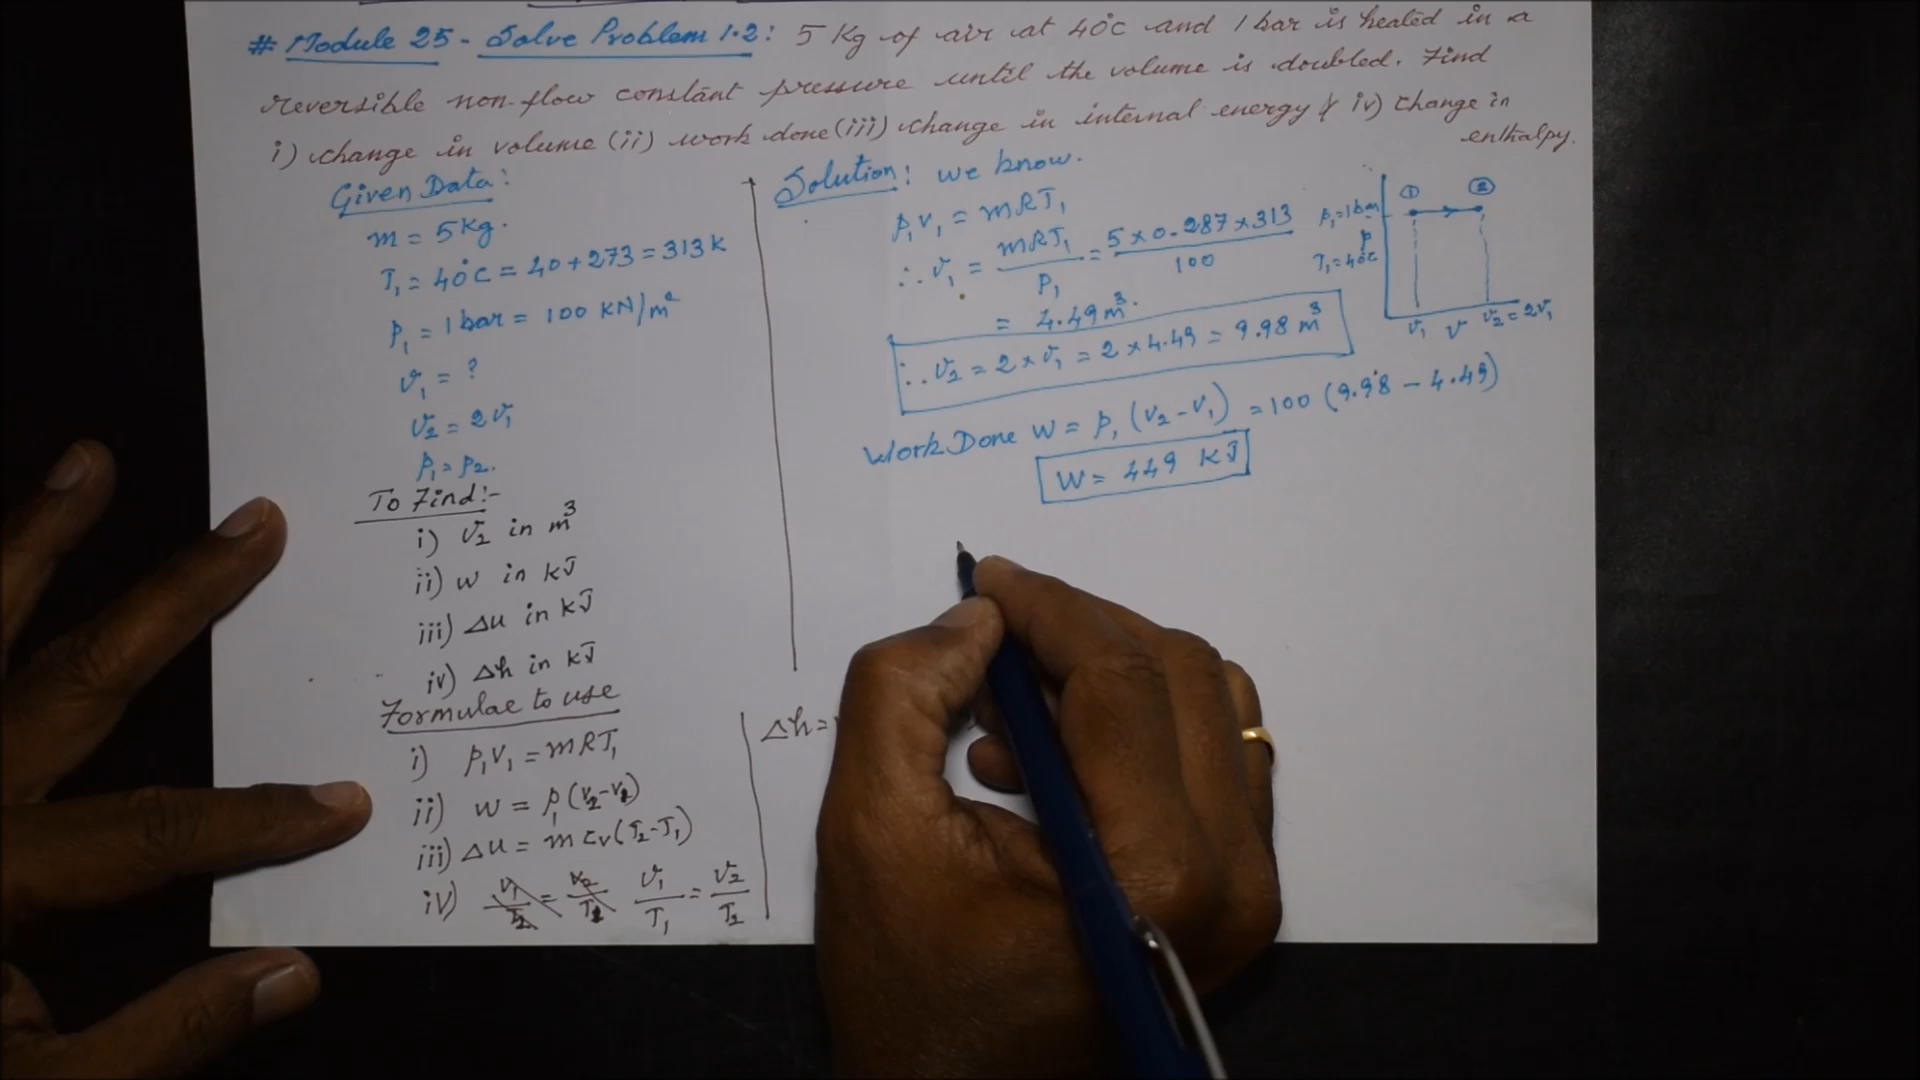 # Module 25 - Solve Problem 1.2: 5 Kg of air at 40°C and 1 bar is heated in a
reversible non-flow constant pressure until the volume is doubled. Find
i) change in volume (ii) work done (iii) change in internal energy & iv) change in
enthalpy.
Given Data:
m = 5 Kg.
T₁ = 40°C = 40 + 273 = 313 K
p₁ = 1 bar = 100 KN/m²
v₁ = ?
v₂ = 2v₁
p₁ = p₂.
To Find:-
i) v₂ in m³
ii) w in kJ
iii) Δu in kJ
iv) Δh in kJ
Formulae to use
i) p₁v₁ = mRT₁
ii) w = p₁(v₂-v₂)
iii) Δu = m cv(T₂-T₁)
iv) v₁/T₂ = v₂/T₂ v₁/T₁ = v₂/T₂
Δh =
Solution: we know.
p₁v₁ = mRT₁
∴ v₁ = mRT₁/p₁ = 5 × 0.287 × 313/100
= 4.49 m³.
∴ v₂ = 2 × v₁ = 2 × 4.49 = 9.98 m³
Work Done W = p₁ (v₂ - v₁) = 100 (9.98 - 4.49)
W = 449 kJ
① ②
p₁=1bar
p
T₁=40°C
v₁ v v₂=2v₁